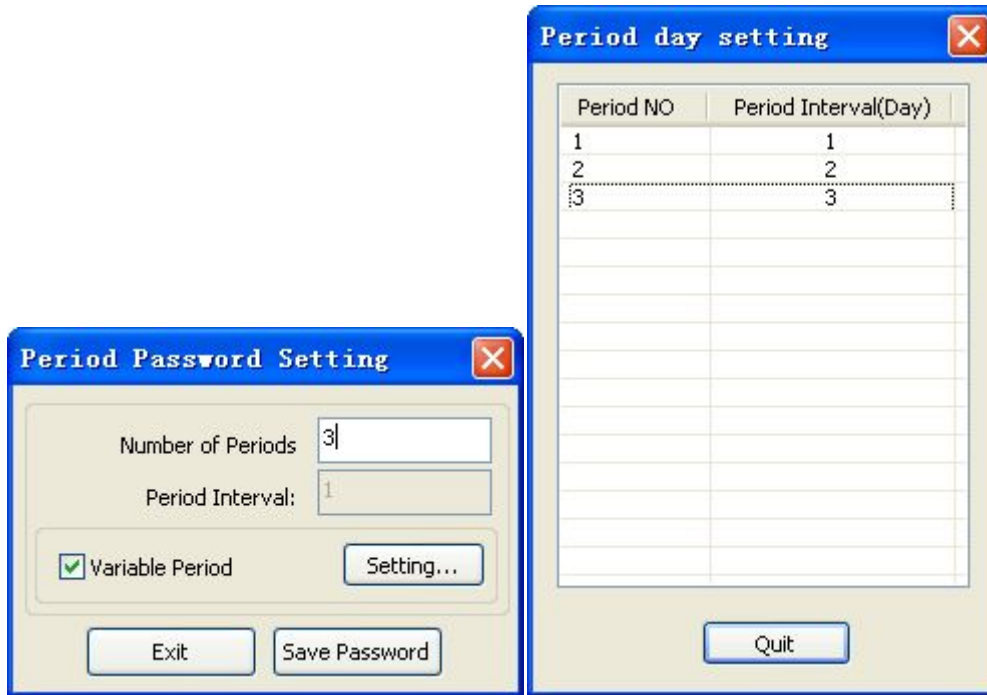 Period Password Setting
Number of Periods 3
Period Interval: 1
Variable Period Setting...
Exit Save Password
Period day setting
Period NO Period Interval(Day)
1 1
2 2
3 3
Quit